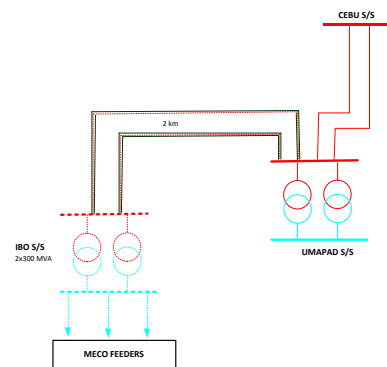 CEBU S/S
2 km
IBO S/S
2x300 MVA
UMAPAD S/S
MECO FEEDERS